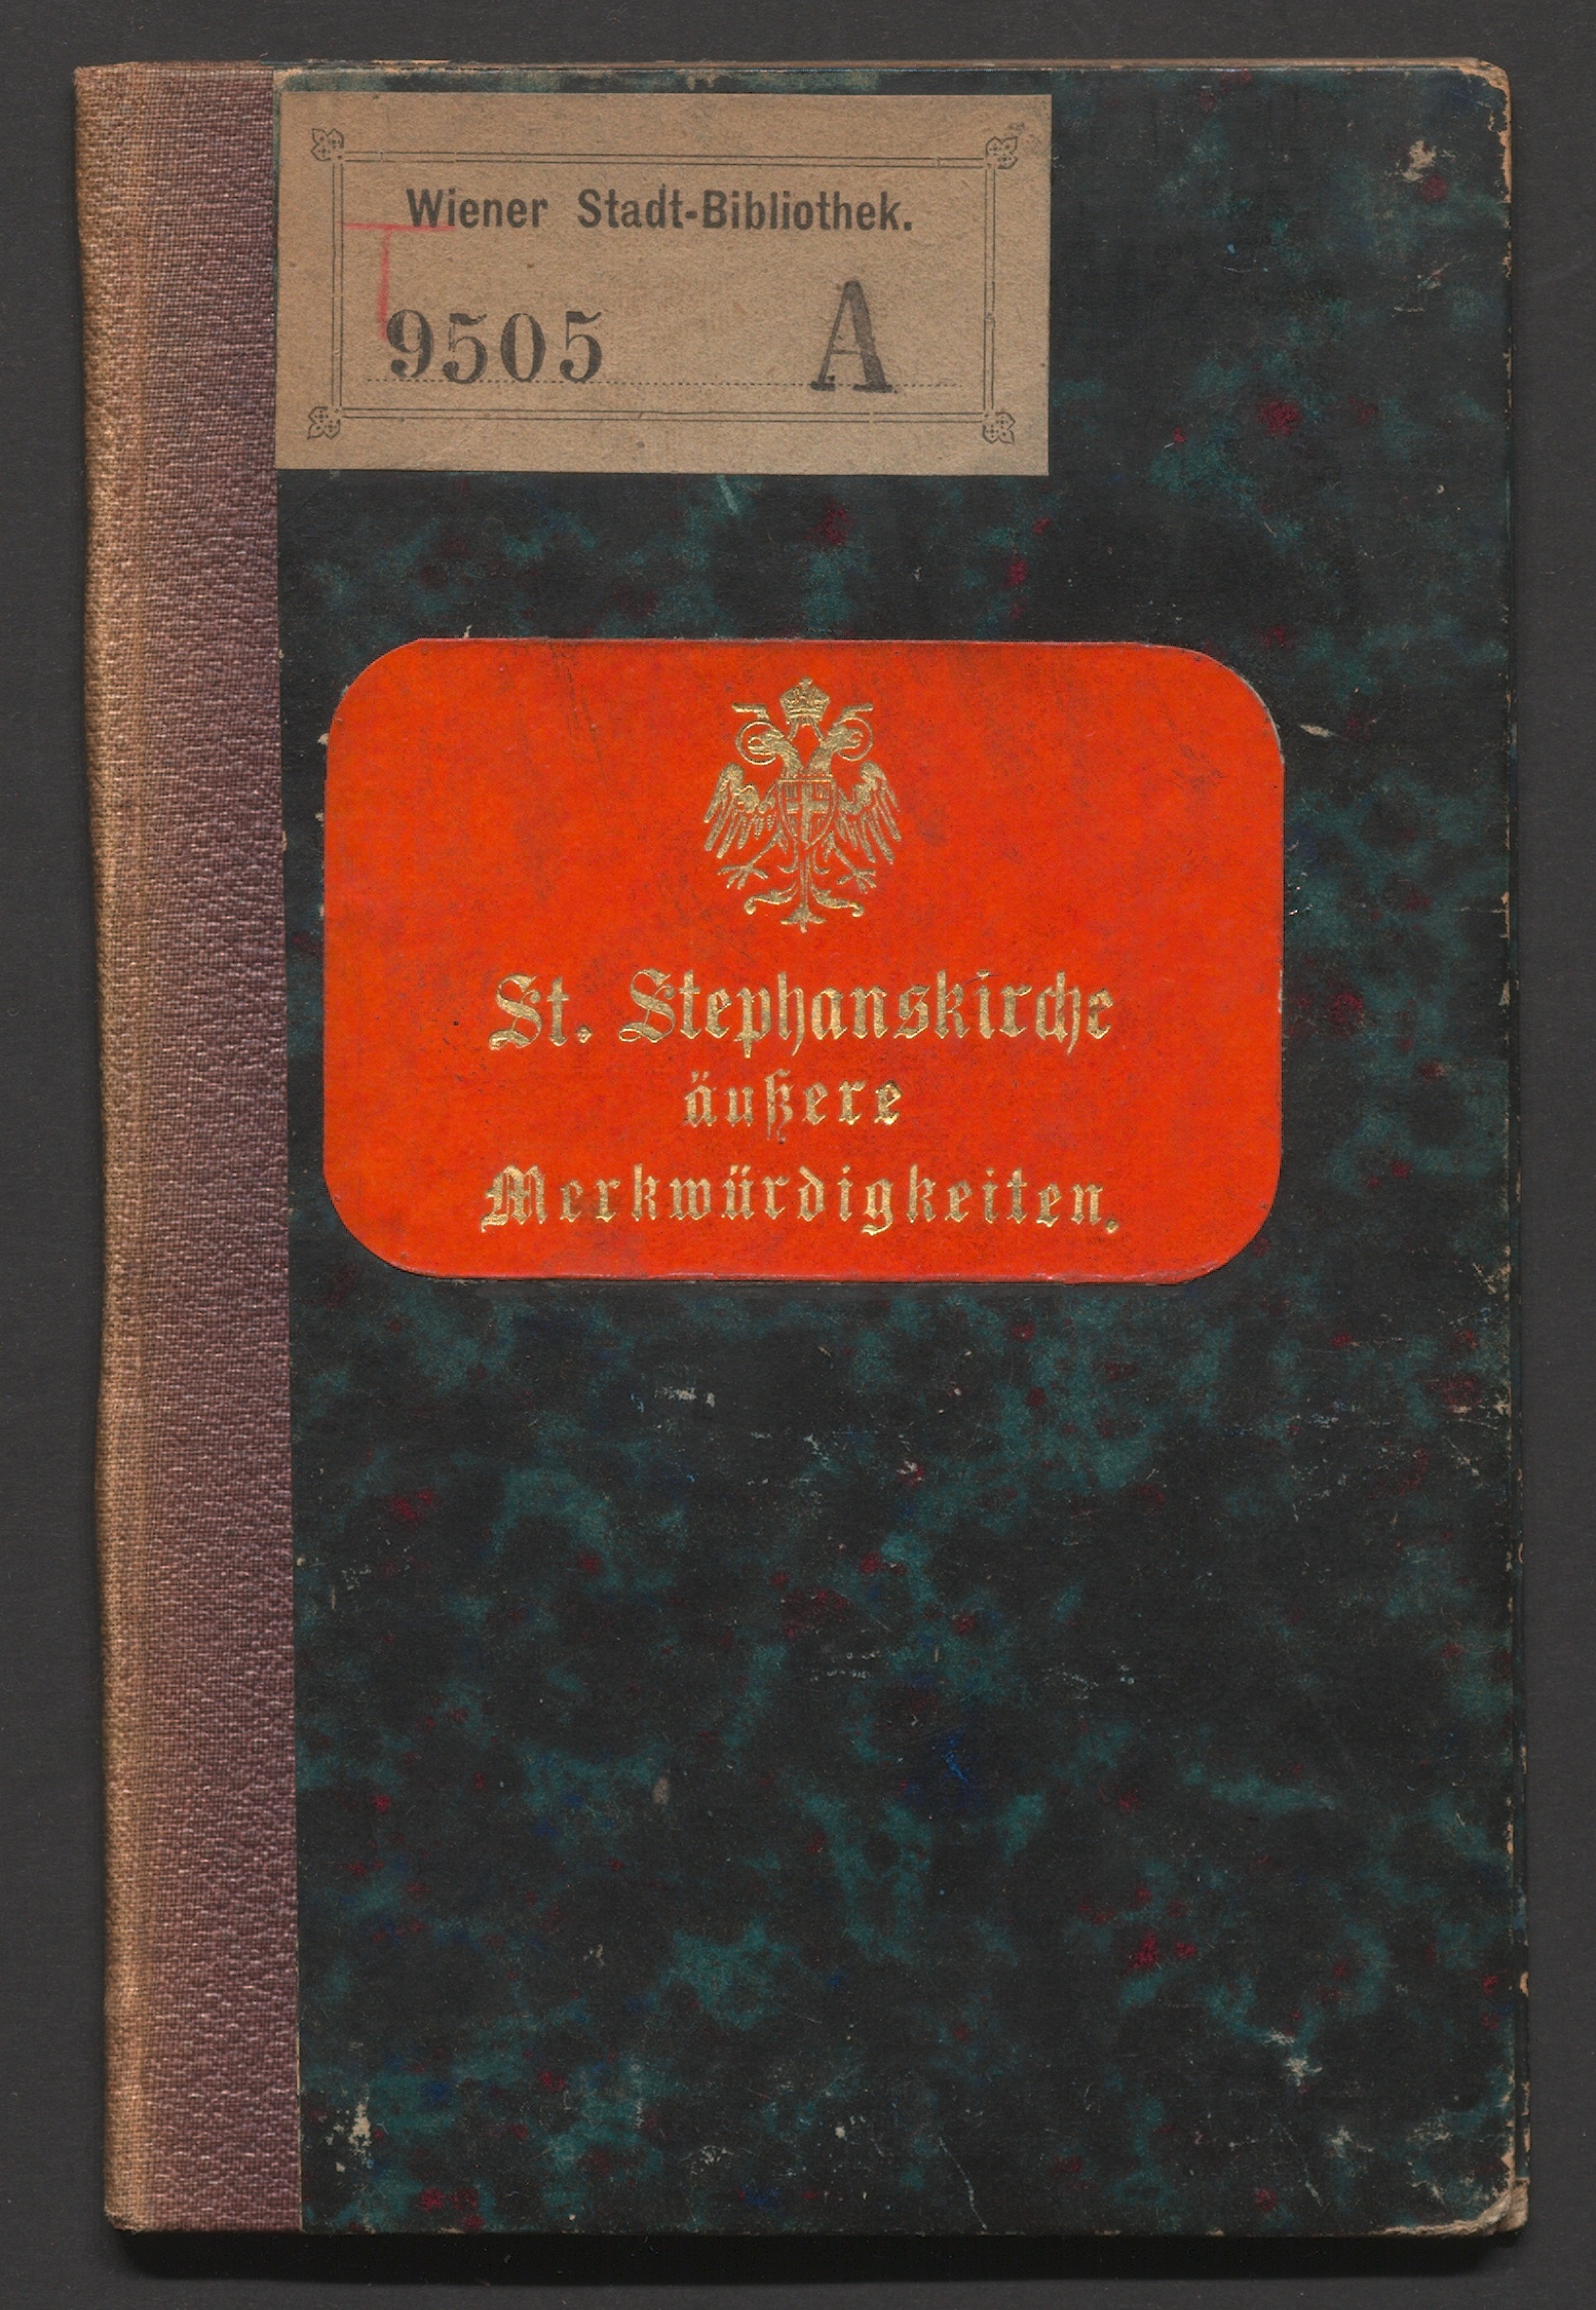 Wiener Stadt-Bibliothek.
9505 A
St. Stephanskirche
äußere
Merkwürdigkeiten.